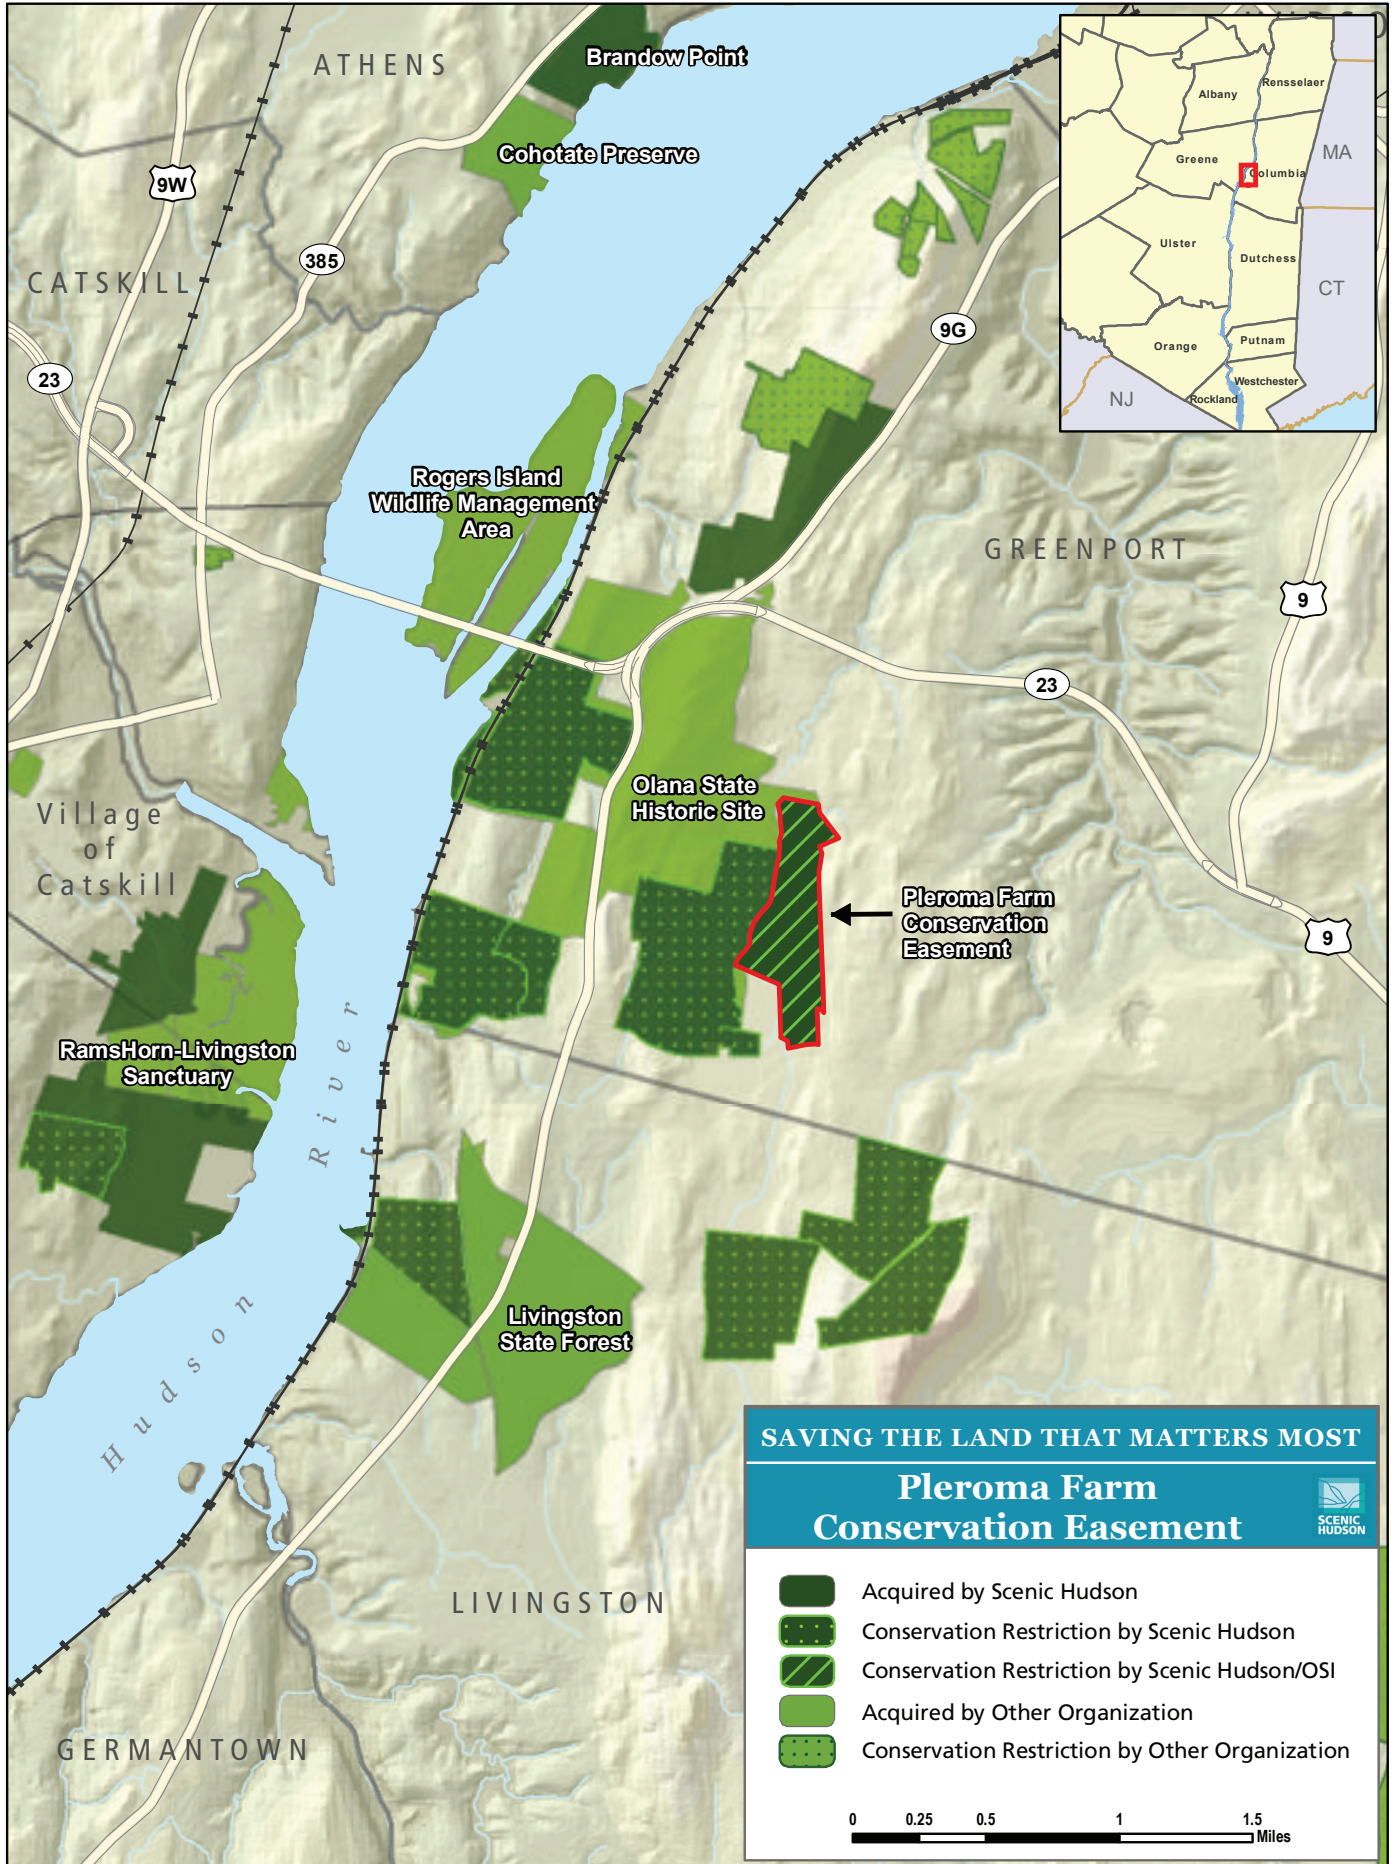 ATHENS
Brandow Point
Cohotate Preserve
9W
385
CATSKILL
23
9G
Rogers Island
Wildlife Management
Area
GREENPORT
9
23
Olana State
Historic Site
Village
of
Catskill
Pleroma Farm
Conservation
Easement
9
RamsHorn-Livingston
Sanctuary
Hudson River
Livingston
State Forest
LIVINGSTON
GERMANTOWN
Albany
Rensselaer
Greene
Columbia
MA
Ulster
Dutchess
CT
Orange
Putnam
Westchester
Rockland
NJ
SAVING THE LAND THAT MATTERS MOST
Pleroma Farm
Conservation Easement
SCENIC
HUDSON
Acquired by Scenic Hudson
Conservation Restriction by Scenic Hudson
Conservation Restriction by Scenic Hudson/OSI
Acquired by Other Organization
Conservation Restriction by Other Organization
0 0.25 0.5 1 1.5
Miles